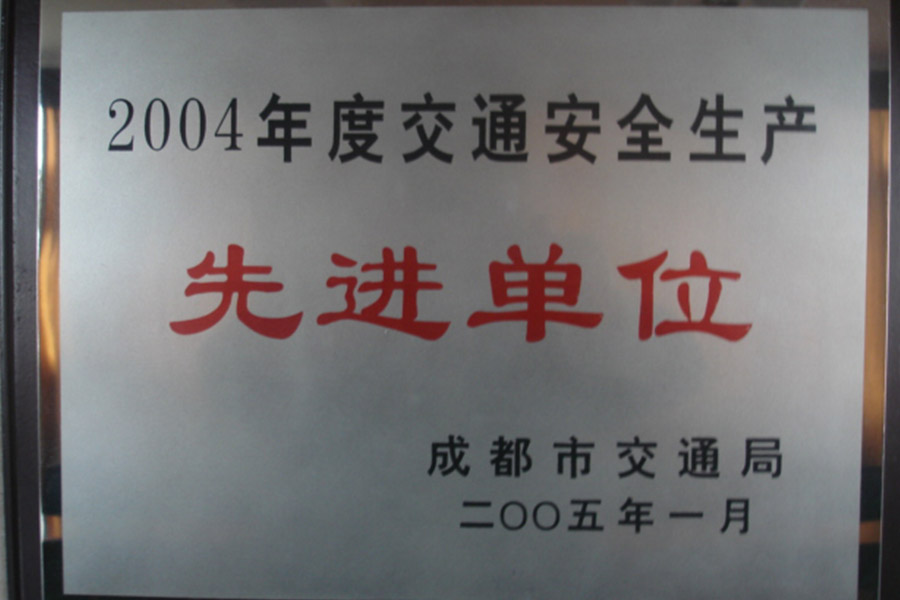 2004年度交通安全生产
先进单位
成都市交通局
二〇〇五年一月